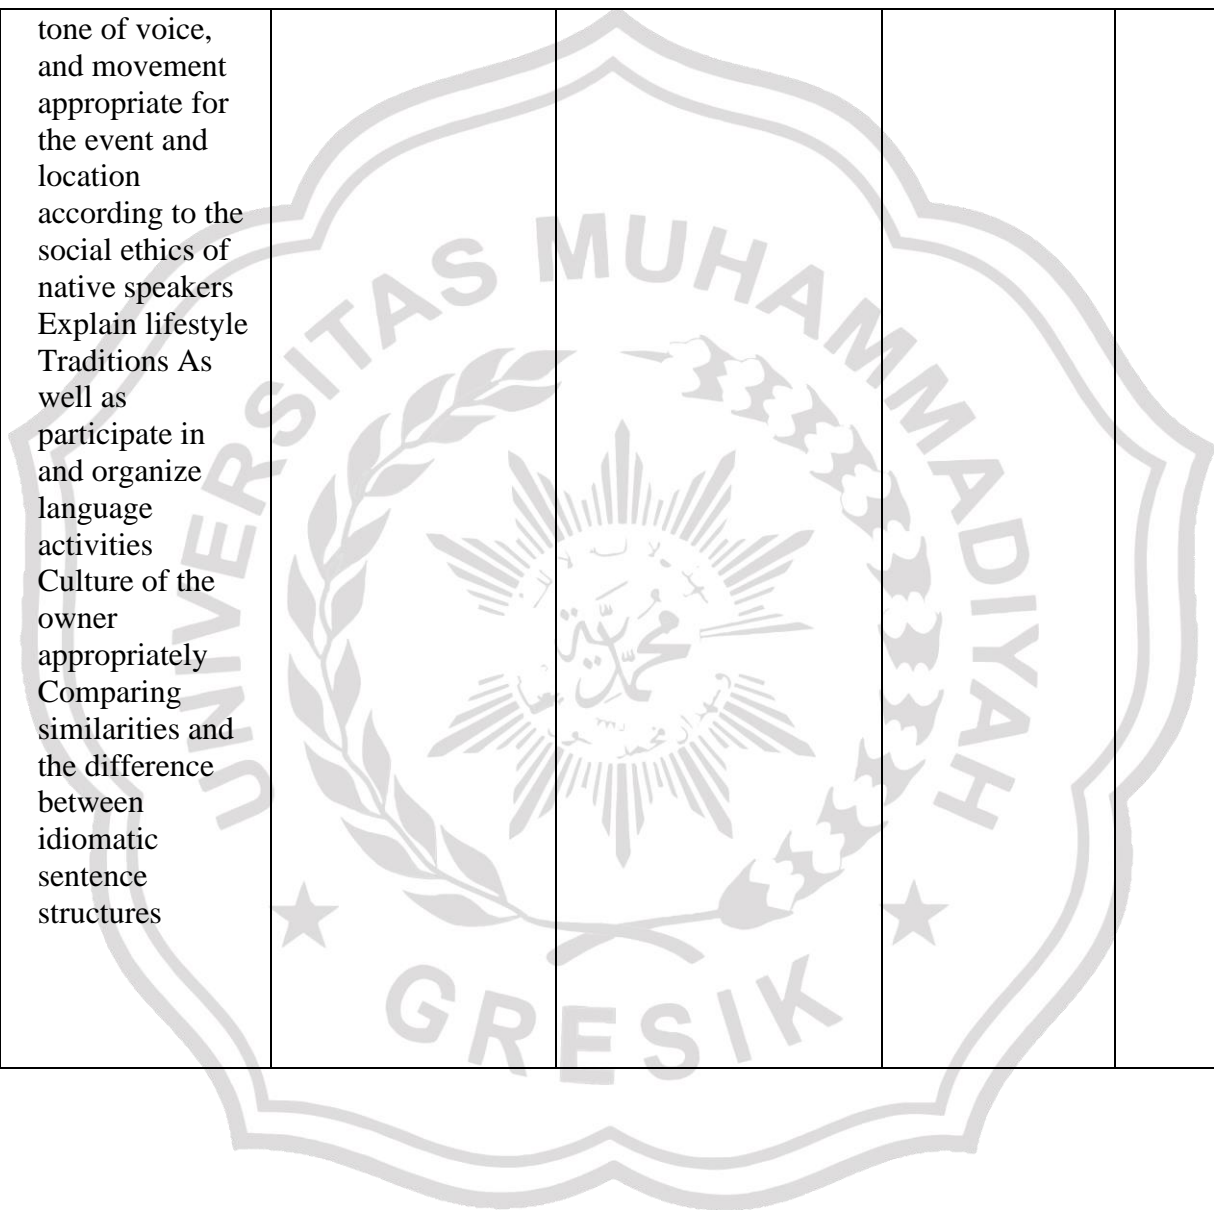 tone of voice,
and movement
appropriate for
the event and
location
according to the
social ethics of
native speakers
Explain lifestyle
Traditions As
well as
participate in
and organize
language
activities
Culture of the
owner
appropriately
Comparing
similarities and
the difference
between
idiomatic
sentence
structures
UNIVERSITAS MUHAMMADIYAH
GRESIK